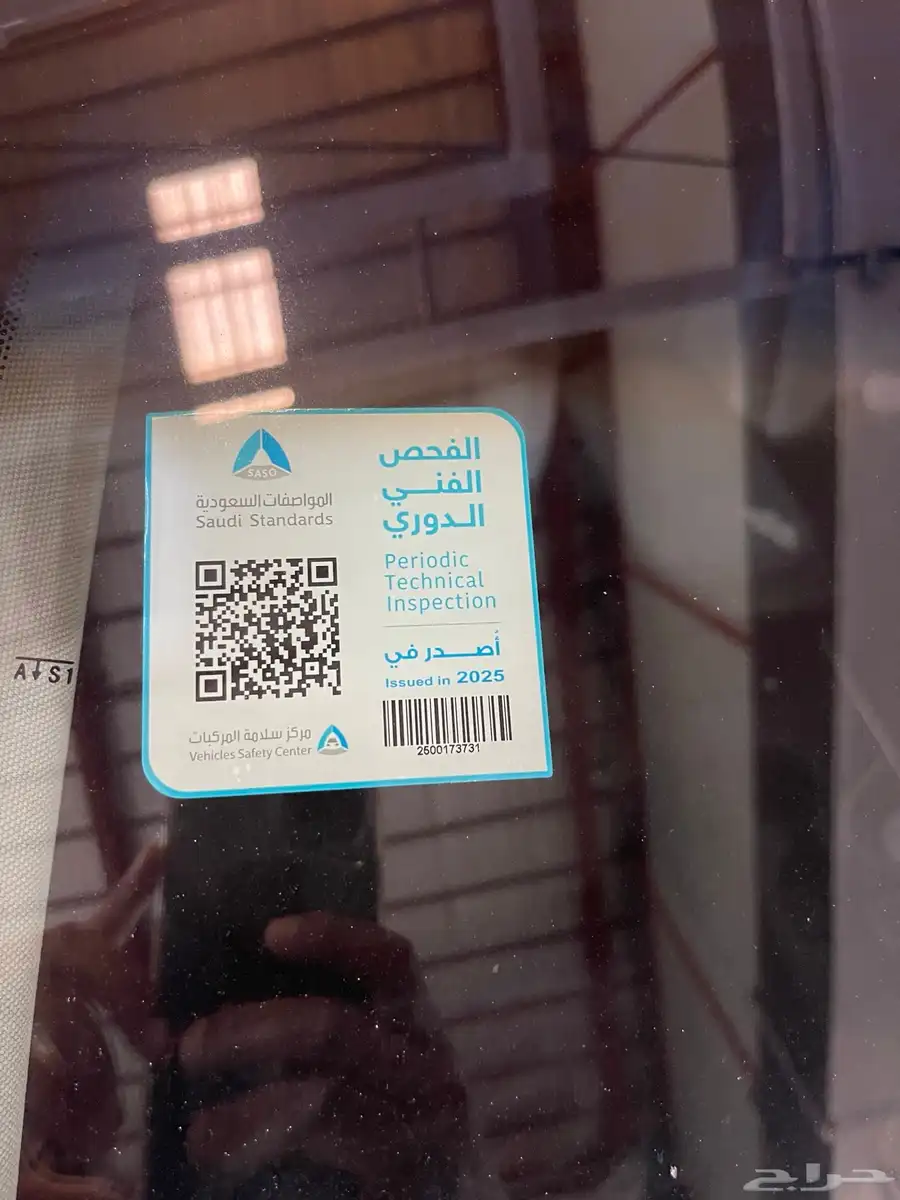 SASO
المواصفات السعودية
Saudi Standards
الفحص
الفني
الدوري
Periodic
Technical
Inspection
أُصدر في
Issued in 2025
2500173731
مركز سلامة المركبات
Vehicles Safety Center
A↓S1
حراج